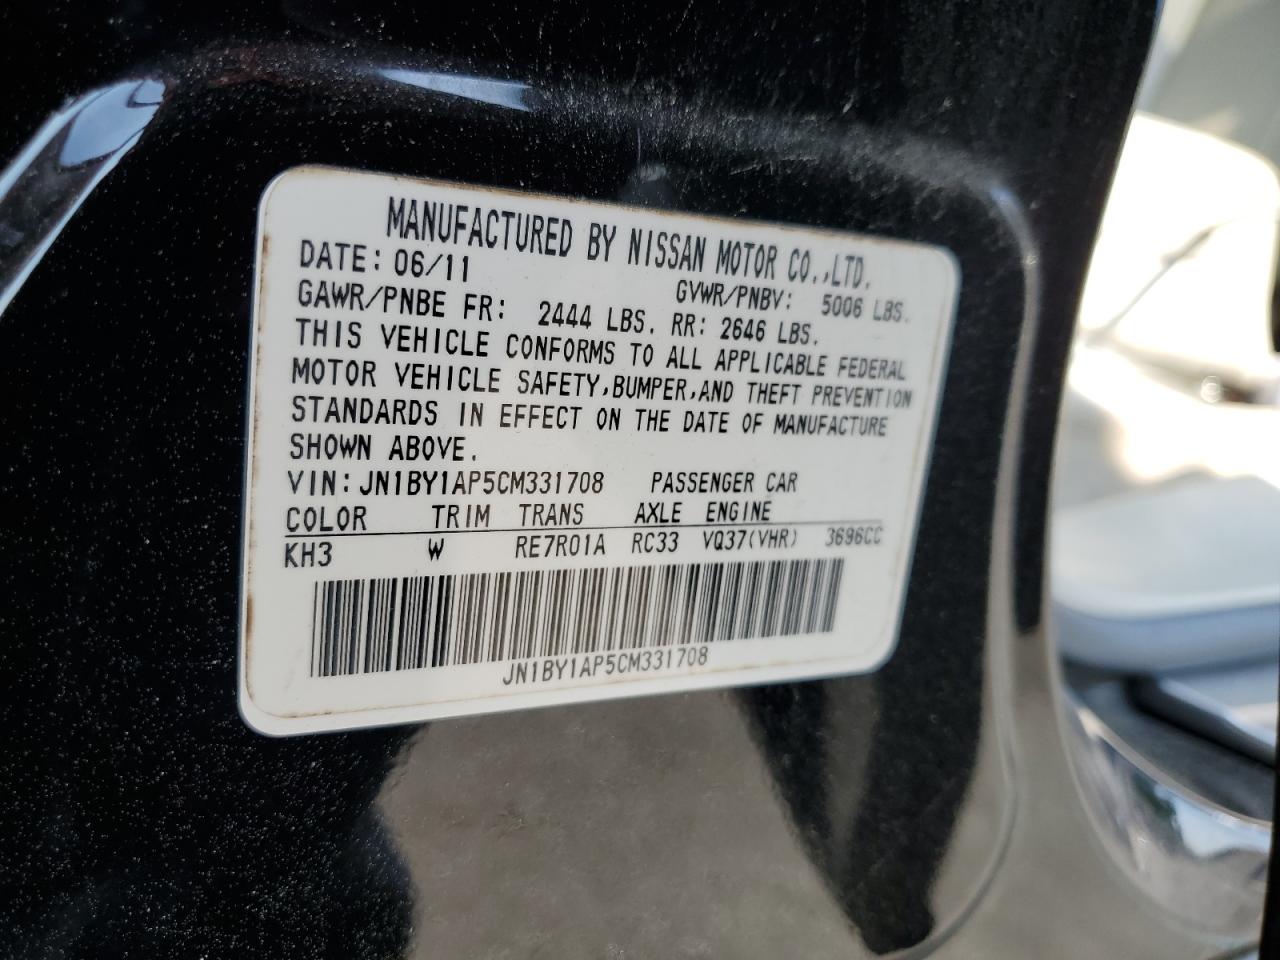 MANUFACTURED BY NISSAN MOTOR CO.,LTD.
DATE: 06/11 GVWR/PNBV: 5006 LBS.
GAWR/PNBE FR: 2444 LBS. RR: 2646 LBS.
THIS VEHICLE CONFORMS TO ALL APPLICABLE FEDERAL
MOTOR VEHICLE SAFETY,BUMPER,AND THEFT PREVENTION
STANDARDS IN EFFECT ON THE DATE OF MANUFACTURE
SHOWN ABOVE.
VIN: JN1BY1AP5CM331708 PASSENGER CAR
COLOR TRIM TRANS AXLE ENGINE
KH3 W RE7R01A RC33 VQ37(VHR) 3696CC
JN1BY1AP5CM331708